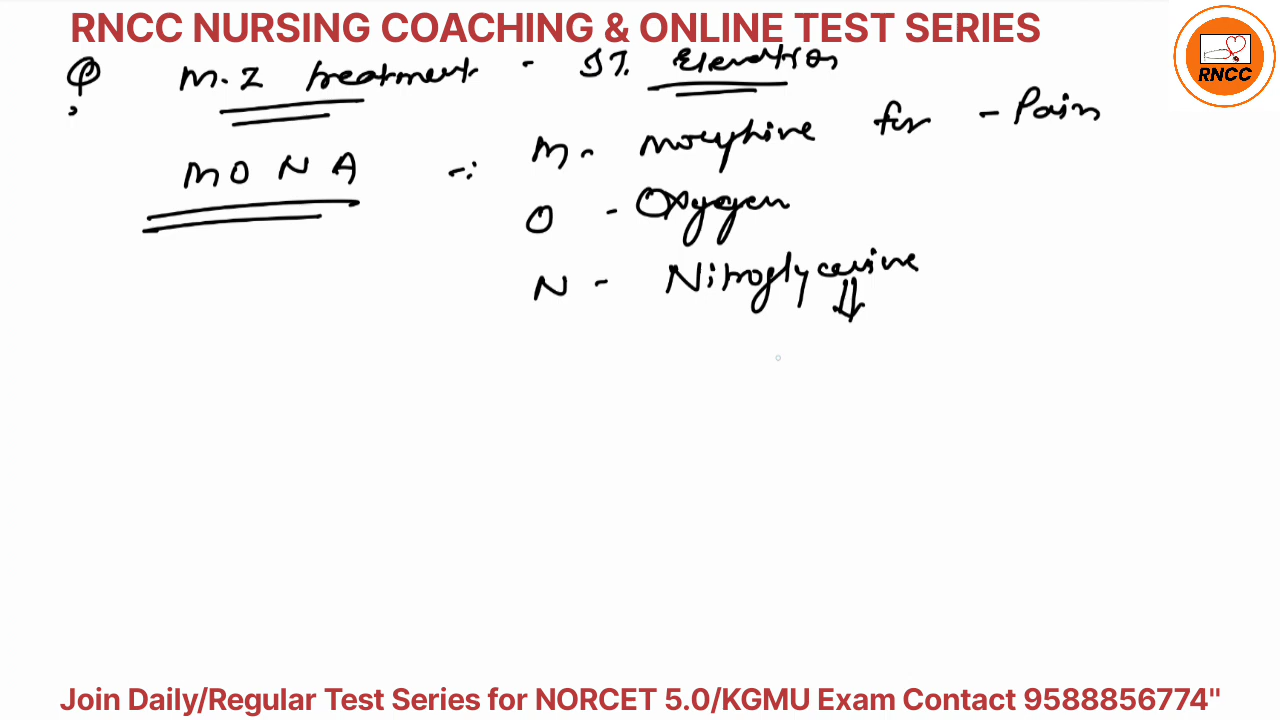 RNCC NURSING COACHING & ONLINE TEST SERIES
RNCC
Q M.I treatment - ST. Elevation
MONA -: M- morphine for - Pain
O - Oxygen
N - Nitroglycerine
Join Daily/Regular Test Series for NORCET 5.0/KGMU Exam Contact 9588856774"